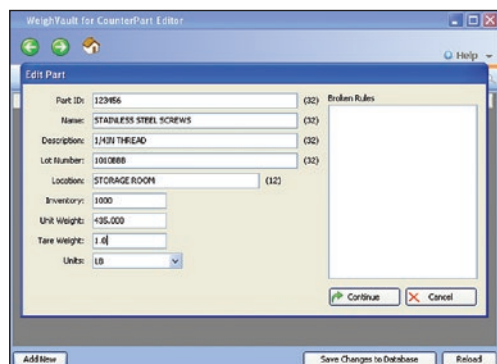 WeighVault for CounterPart Editor
Help
Edit Part
Part ID: 123456 (32) Broken Rules
Name: STAINLESS STEEL SCREWS (32)
Description: 1/4IN THREAD (32)
Lot Number: 1010BBB (32)
Location: STORAGE ROOM (12)
Inventory: 1000
Unit Weight: 435.000
Tare Weight: 1.0
Units: LB
Continue Cancel
Add New Save Changes to Database Reload